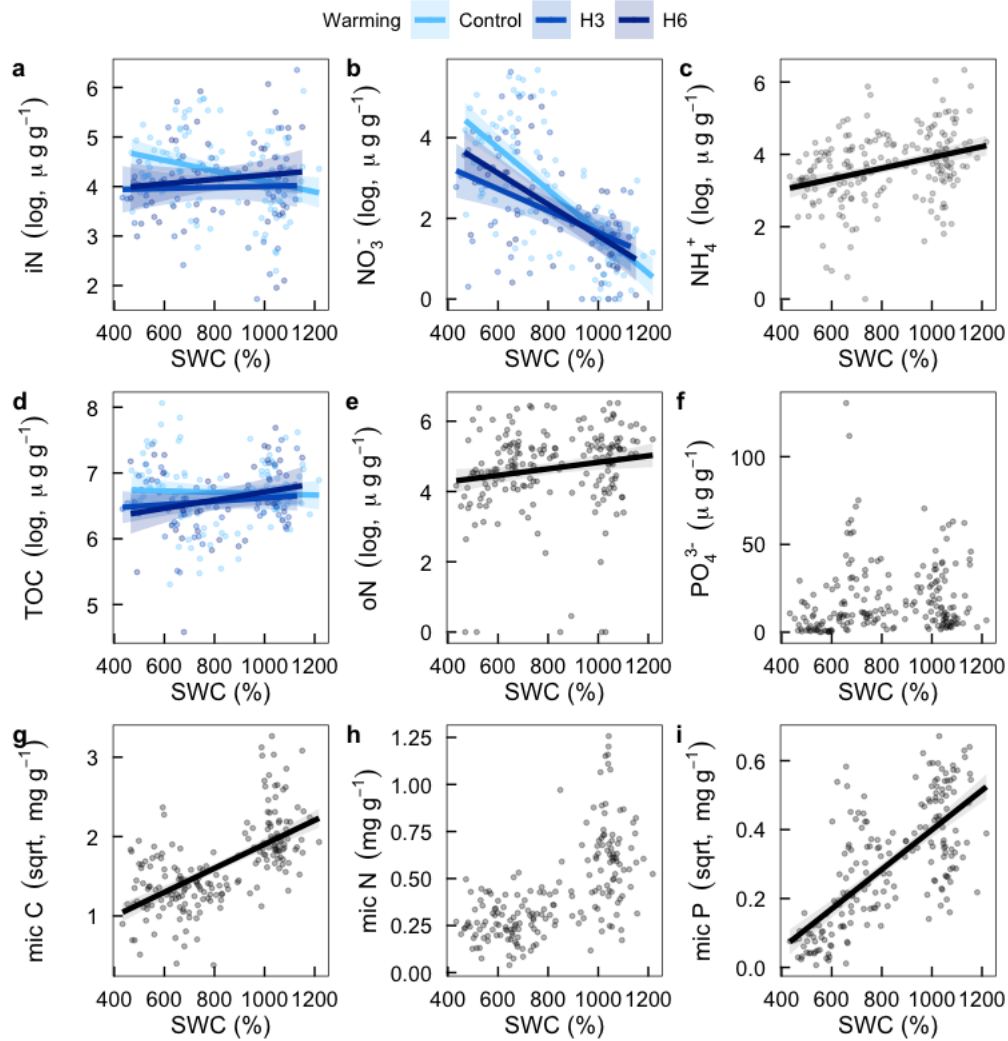 Warming Control H3 H6
a b c
iN (log, μ g g⁻¹)
6
5
4
3
2
400 600 800 1000 1200
SWC (%)
NO₃⁻ (log, μ g g⁻¹)
4
2
0
400 600 800 1000 1200
SWC (%)
NH₄⁺ (log, μ g g⁻¹)
6
4
2
0
400 600 800 1000 1200
SWC (%)
d e f
TOC (log, μ g g⁻¹)
8
7
6
5
400 600 800 1000 1200
SWC (%)
oN (log, μ g g⁻¹)
6
4
2
0
400 600 800 1000 1200
SWC (%)
PO₄³⁻ (μ g g⁻¹)
100
50
0
400 600 800 1000 1200
SWC (%)
g h i
mic C (sqrt, mg g⁻¹)
3
2
1
400 600 800 1000 1200
SWC (%)
mic N (mg g⁻¹)
1.25
1.00
0.75
0.50
0.25
0.00
400 600 800 1000 1200
SWC (%)
mic P (sqrt, mg g⁻¹)
0.6
0.4
0.2
0.0
400 600 800 1000 1200
SWC (%)